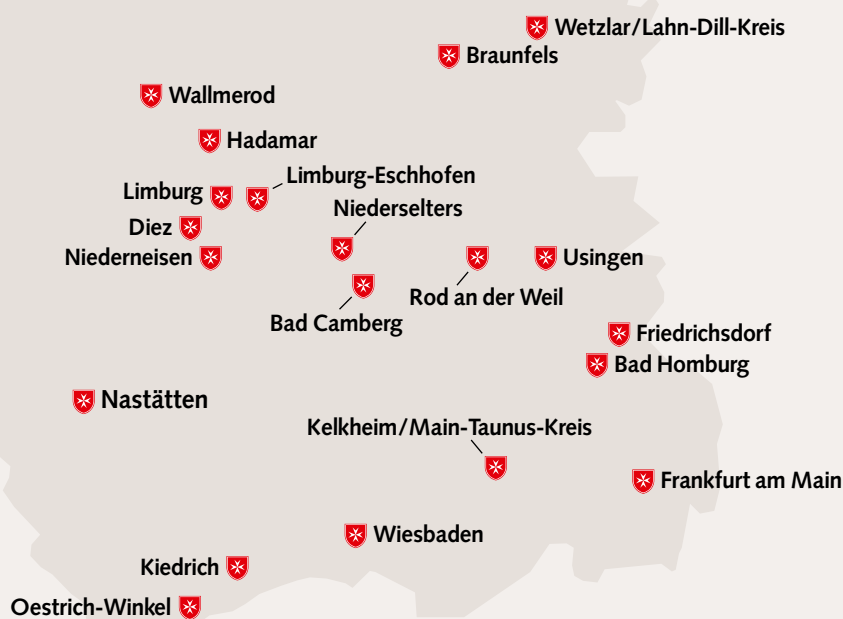 Wetzlar/Lahn-Dill-Kreis
Braunfels
Wallmerod
Hadamar
Limburg-Eschhofen
Limburg
Niederselters
Diez
Niederneisen
Usingen
Rod an der Weil
Bad Camberg
Friedrichsdorf
Bad Homburg
Nastätten
Kelkheim/Main-Taunus-Kreis
Frankfurt am Main
Wiesbaden
Kiedrich
Oestrich-Winkel